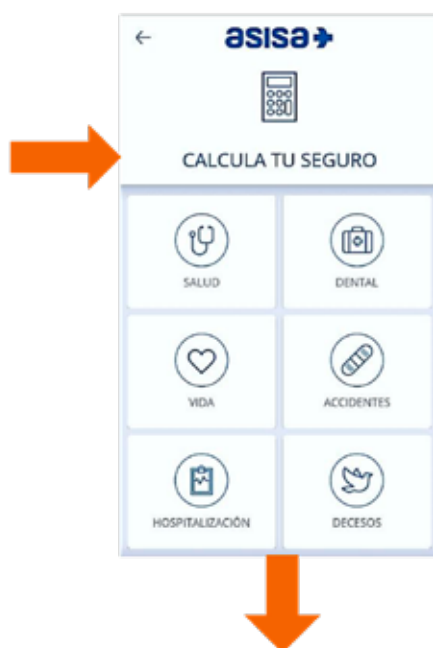 asisa
CALCULA TU SEGURO
SALUD
DENTAL
VIDA
ACCIDENTES
HOSPITALIZACIÓN
DECESOS